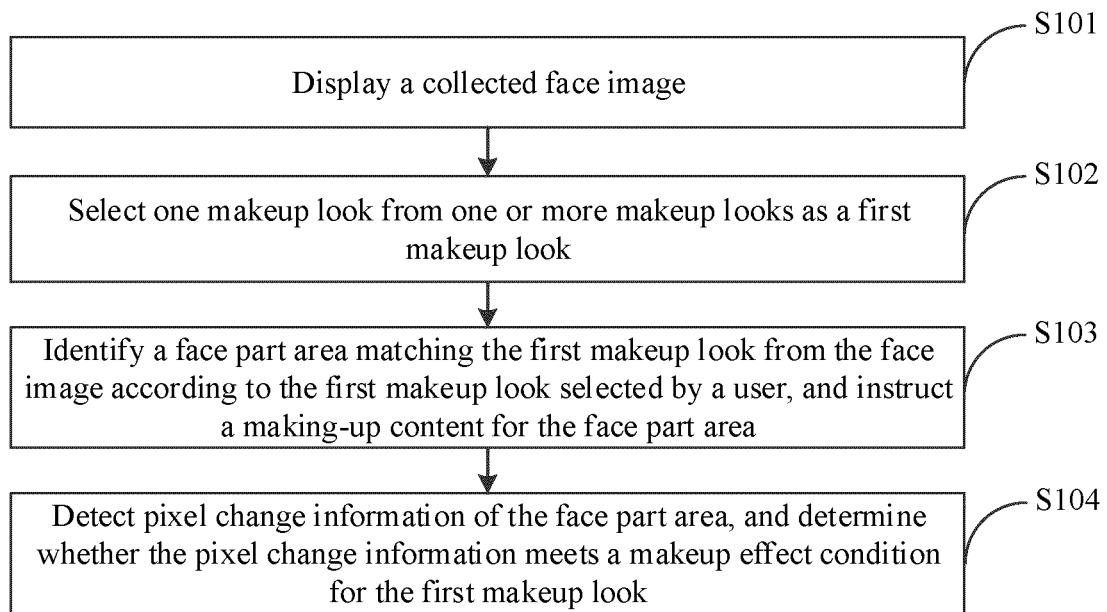 S101
Display a collected face image
S102
Select one makeup look from one or more makeup looks as a first
makeup look
S103
Identify a face part area matching the first makeup look from the face
image according to the first makeup look selected by a user, and instruct
a making-up content for the face part area
S104
Detect pixel change information of the face part area, and determine
whether the pixel change information meets a makeup effect condition
for the first makeup look